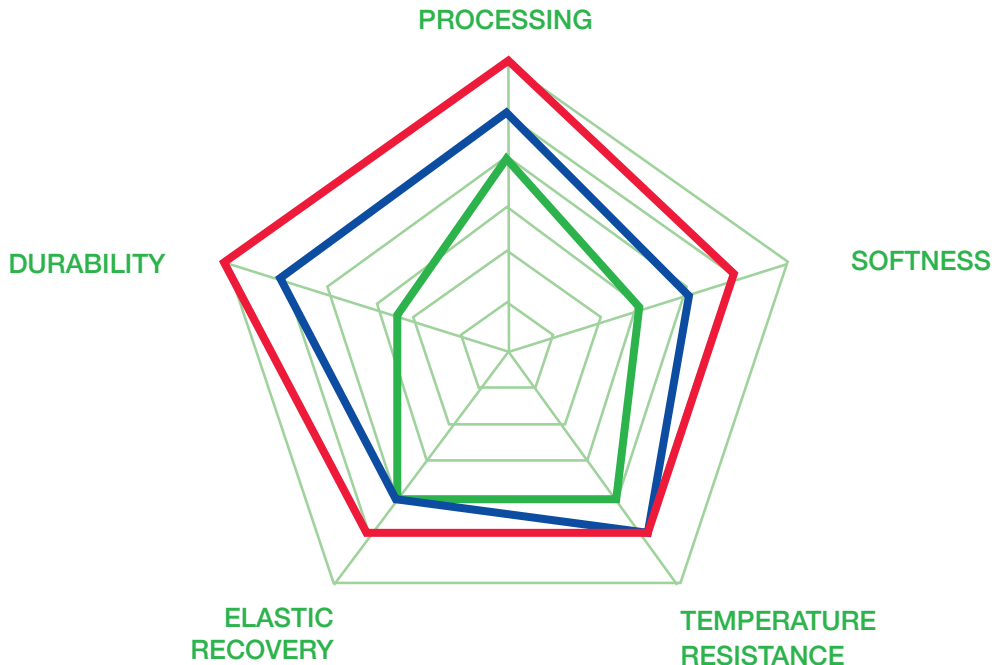 PROCESSING
DURABILITY
SOFTNESS
ELASTIC
RECOVERY
TEMPERATURE
RESISTANCE